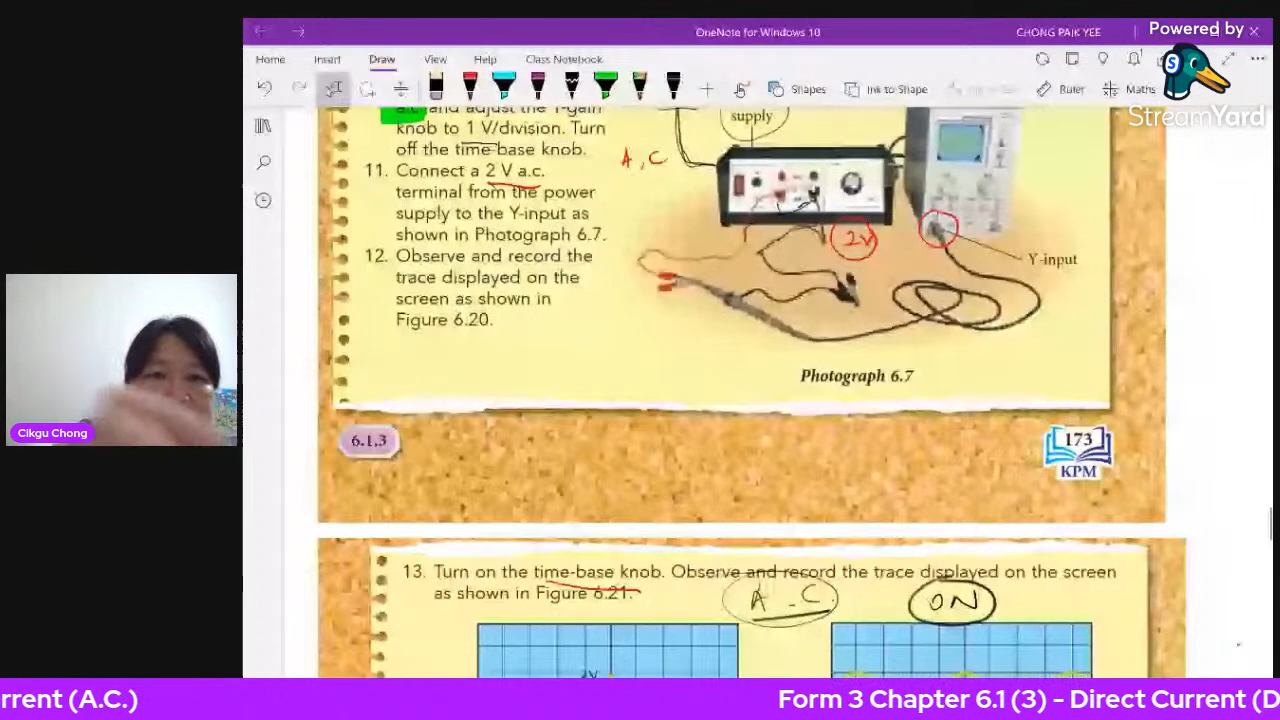 OneNote for Windows 10
CHONG PAIK YEE
Powered by
StreamYard
Home Insert Draw View Help Class Notebook
Shapes Ink to Shape Ruler Maths
and adjust the Y-gain
knob to 1 V/division. Turn
off the time base knob.
11. Connect a 2 V a.c.
terminal from the power
supply to the Y-input as
shown in Photograph 6.7.
12. Observe and record the
trace displayed on the
screen as shown in
Figure 6.20.
supply
A.C
2V
Y-input
Photograph 6.7
6.1.3
173
KPM
Cikgu Chong
13. Turn on the time-base knob. Observe and record the trace displayed on the screen
as shown in Figure 6.21.
A.C.
ON
2V
rrent (A.C.)
Form 3 Chapter 6.1 (3) - Direct Current (D